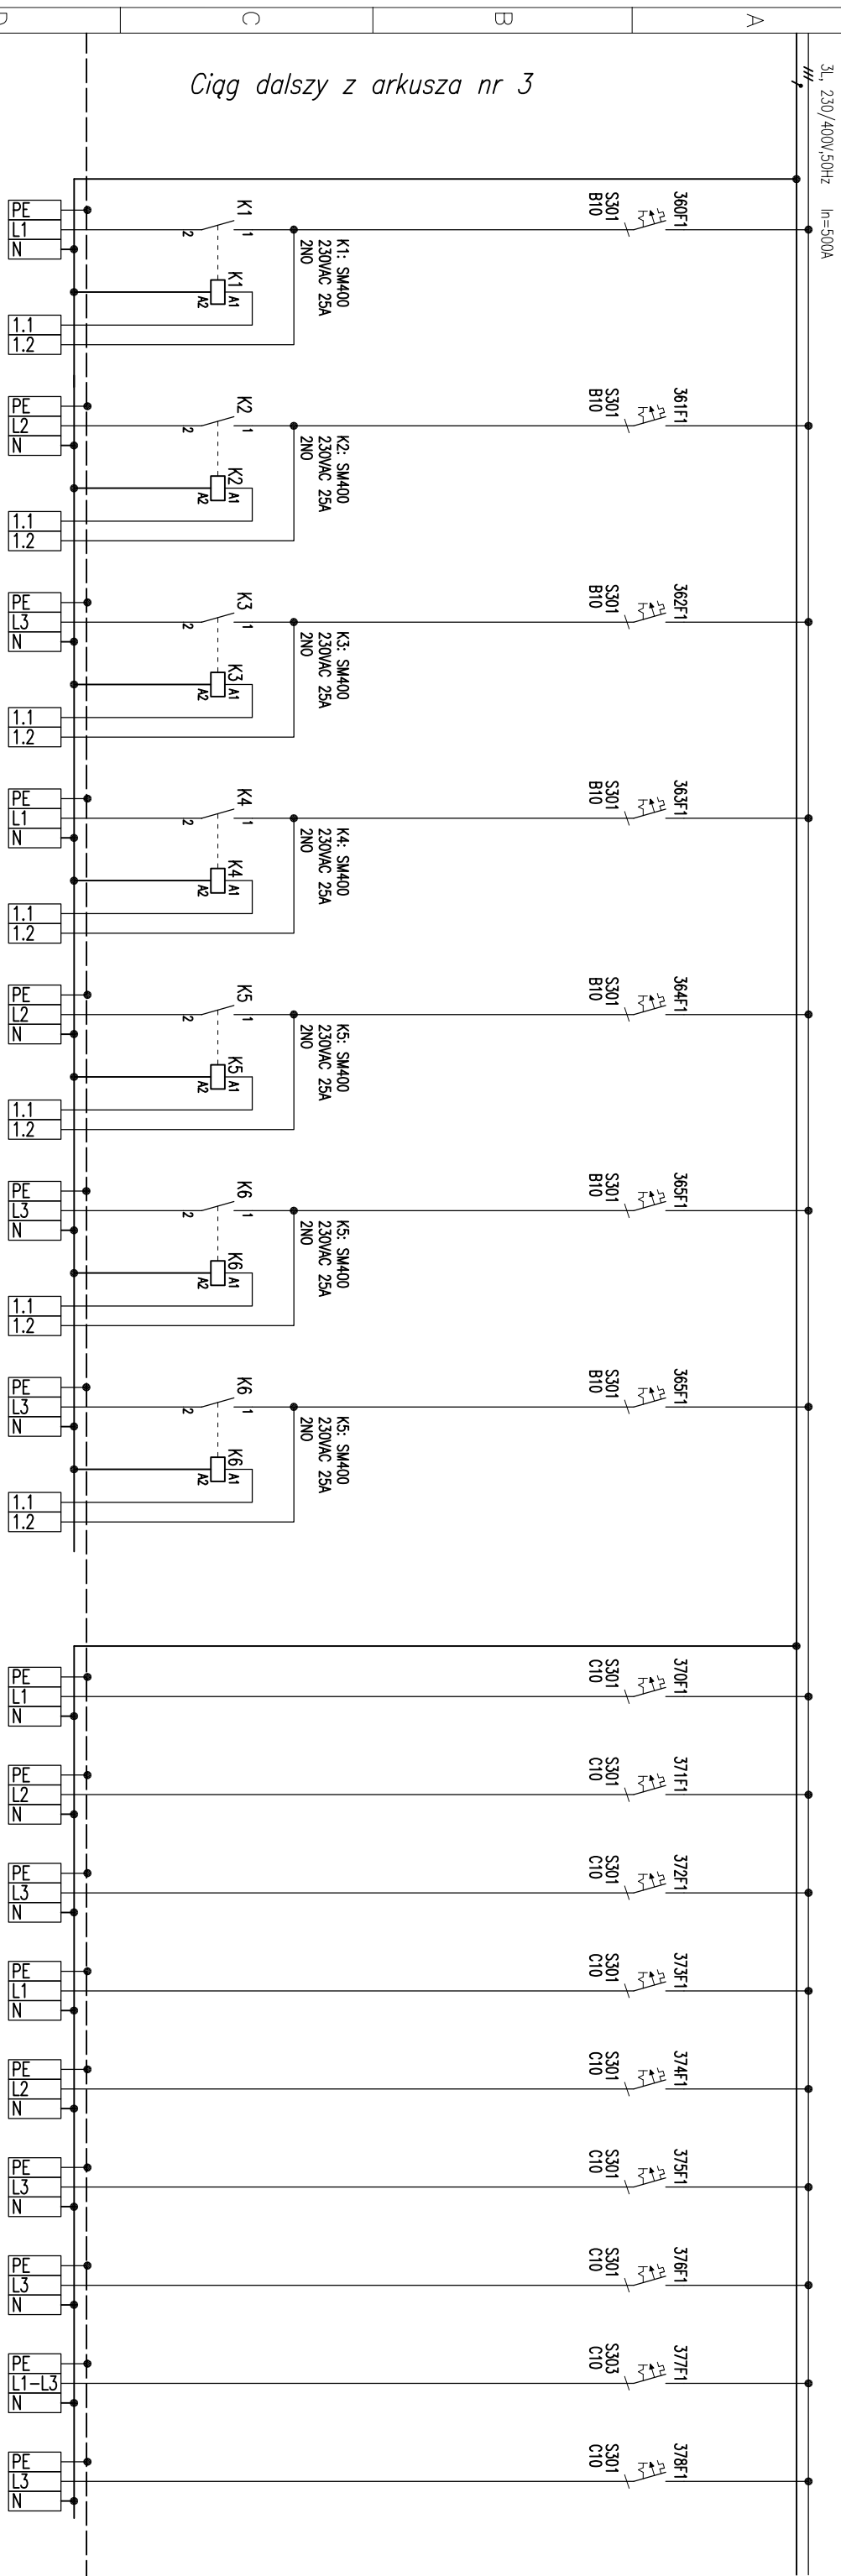 D
C
B
A
3L, 230/400V,50Hz In=500A
Ciąg dalszy z arkusza nr 3
360F1
S301
B10
K1: SM400
230VAC 25A
2NO
K1
1
2
K1
A1
A2
PE
L1
N
1.1
1.2
361F1
S301
B10
K2: SM400
230VAC 25A
2NO
K2
1
2
K2
A1
A2
PE
L2
N
1.1
1.2
362F1
S301
B10
K3: SM400
230VAC 25A
2NO
K3
1
2
K3
A1
A2
PE
L3
N
1.1
1.2
363F1
S301
B10
K4: SM400
230VAC 25A
2NO
K4
1
2
K4
A1
A2
PE
L1
N
1.1
1.2
364F1
S301
B10
K5: SM400
230VAC 25A
2NO
K5
1
2
K5
A1
A2
PE
L2
N
1.1
1.2
365F1
S301
B10
K5: SM400
230VAC 25A
2NO
K6
1
2
K6
A1
A2
PE
L3
N
1.1
1.2
365F1
S301
B10
K5: SM400
230VAC 25A
2NO
K6
1
2
K6
A1
A2
PE
L3
N
1.1
1.2
370F1
S301
C10
PE
L1
N
371F1
S301
C10
PE
L2
N
372F1
S301
C10
PE
L3
N
373F1
S301
C10
PE
L1
N
374F1
S301
C10
PE
L2
N
375F1
S301
C10
PE
L3
N
376F1
S301
C10
PE
L3
N
377F1
S303
C10
PE
L1-L3
N
378F1
S301
C10
PE
L3
N